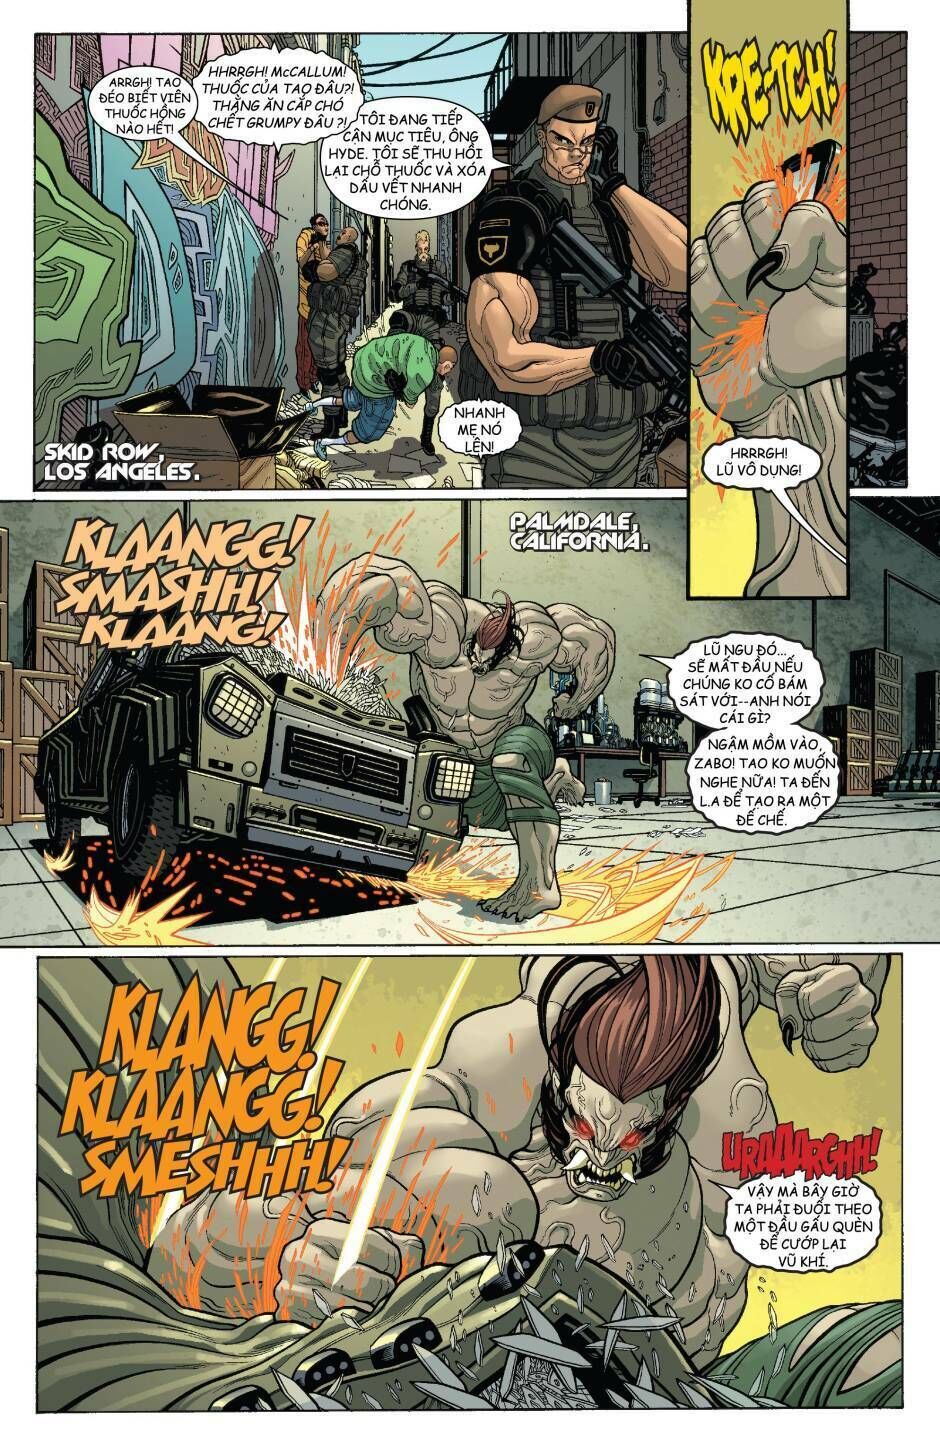 ARRGH! TAO
ĐÉO BIẾT VIÊN
THUỐC HỒNG
NÀO HẾT!
HHRRGH! McCALLUM!
THUỐC CỦA TAO ĐÂU?!
THẰNG ĂN CẮP CHÓ
CHẾT GRUMPY ĐÂU ?!
TÔI ĐANG TIẾP
CẬN MỤC TIÊU, ÔNG
HYDE. TÔI SẼ THU HỒI
LẠI CHỖ THUỐC VÀ XÓA
DẤU VẾT NHANH
CHÓNG.
NHANH
MẸ NÓ
LÊN!
SKID ROW,
LOS ANGELES.
KRE-TCH!
HRRRGH!
LŨ VÔ DỤNG!
KLAANGG!
SMASHH!
KLAANG!
PALMDALE,
CALIFORNIA.
LŨ NGU ĐÓ...
SẼ MẤT ĐẦU NẾU
CHÚNG KO CỐ BÁM
SÁT VỚI--ANH NÓI
CÁI GÌ?
NGẬM MỒM VÀO,
ZABO! TAO KO MUỐN
NGHE NỮA! TA ĐẾN
L.A ĐỂ TẠO RA MỘT
ĐẾ CHẾ.
KLANGG!
KLAANGG!
SMESHHH!
URAAARGHH!
VẬY MÀ BÂY GIỜ
TA PHẢI ĐUỔI THEO
MỘT ĐẦU GẤU QUÈN
ĐỂ CƯỚP LẠI
VŨ KHÍ.